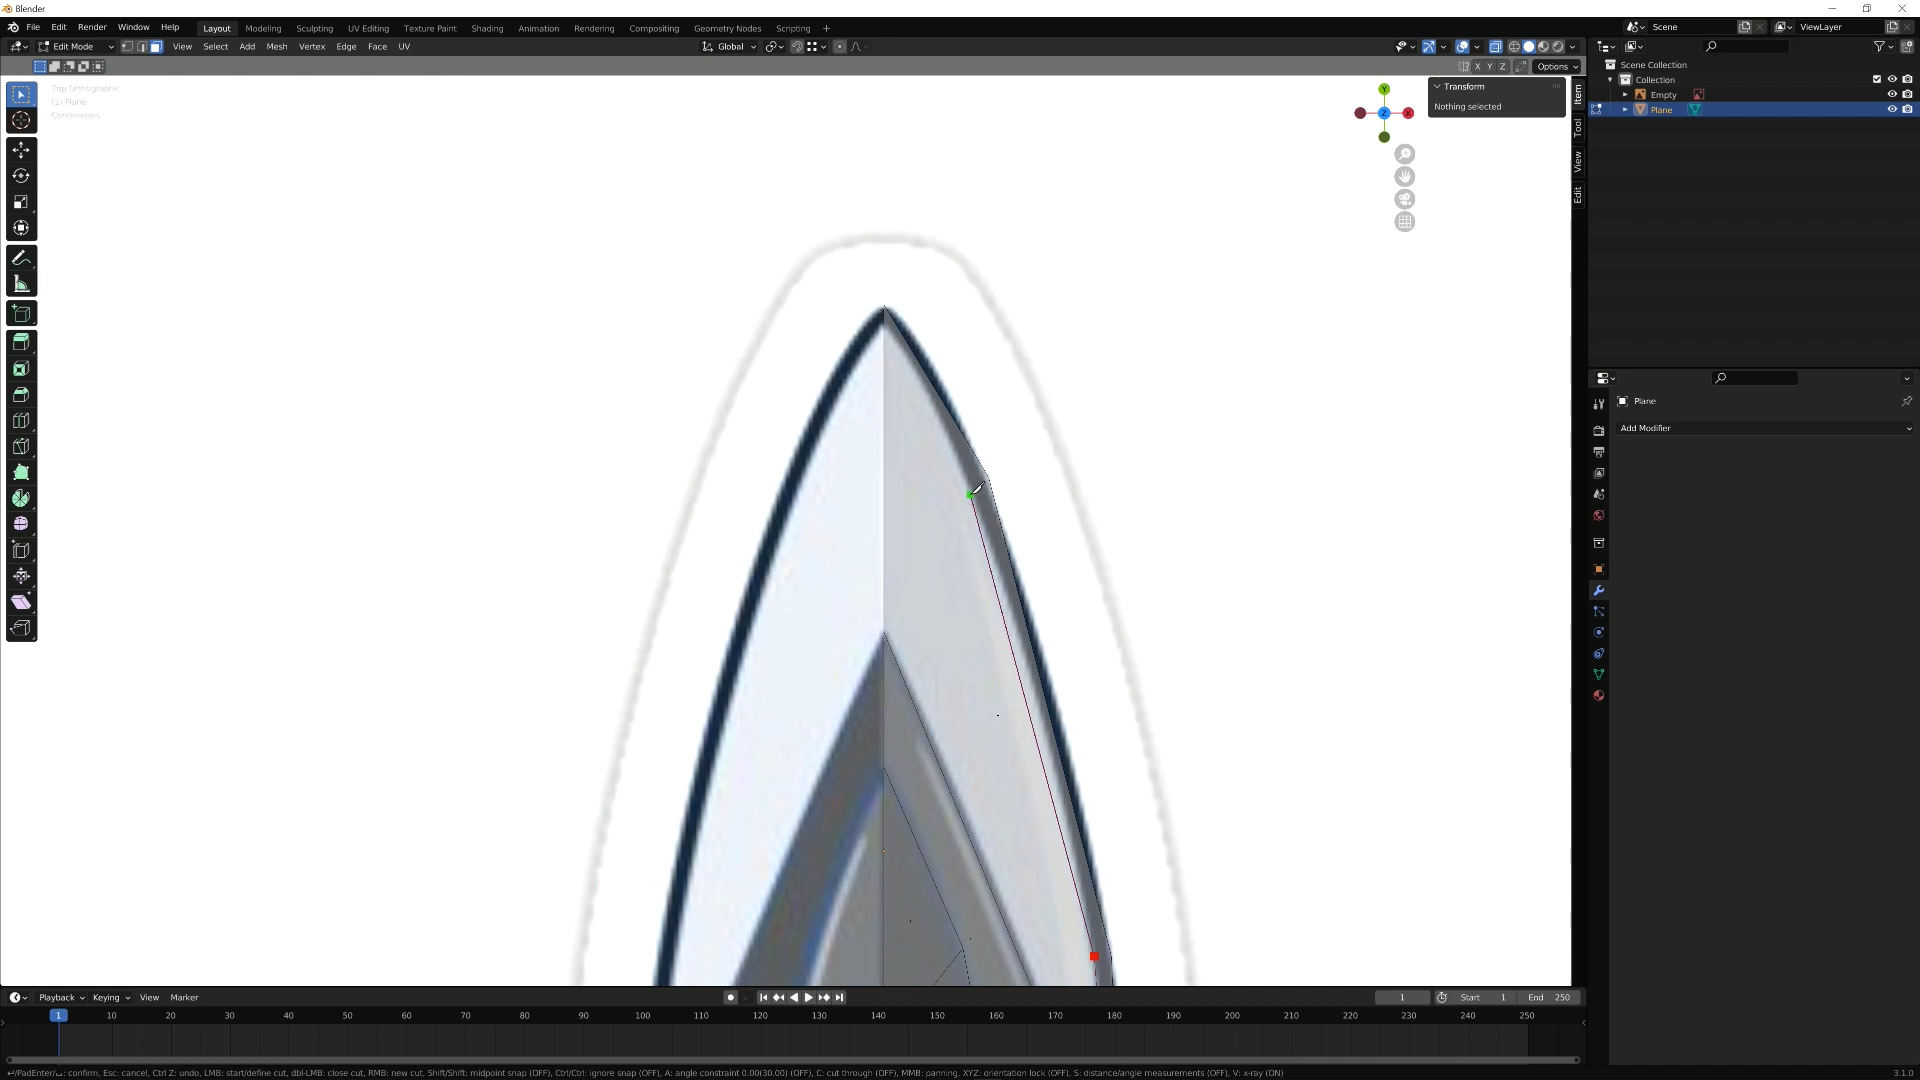 Blender
File Edit Render Window Help Layout Modeling Sculpting UV Editing Texture Paint Shading Animation Rendering Compositing Geometry Nodes Scripting + Scene ViewLayer
Edit Mode View Select Add Mesh Vertex Edge Face UV Global
X Y Z Options
Top Orthographic
(1) Plane
Centimeters
Transform
Nothing selected
Item
Tool
View
Edit
Y
Z
X
Scene Collection
Collection
Empty
Plane
Plane
Add Modifier
Playback Keying View Marker 1 Start 1 End 250
1 10 20 30 40 50 60 70 80 90 100 110 120 130 140 150 160 170 180 190 200 210 220 230 240 250
↵/PadEnter/␣: confirm, Esc: cancel, Ctrl Z: undo, LMB: start/define cut, dbl-LMB: close cut, RMB: new cut, Shift/Shift: midpoint snap (OFF), Ctrl/Ctrl: ignore snap (OFF), A: angle constraint 0.00(30.00) (OFF), C: cut through (OFF), MMB: panning, XYZ: orientation lock (OFF), S: distance/angle measurements (OFF), V: x-ray (ON) 3.1.0